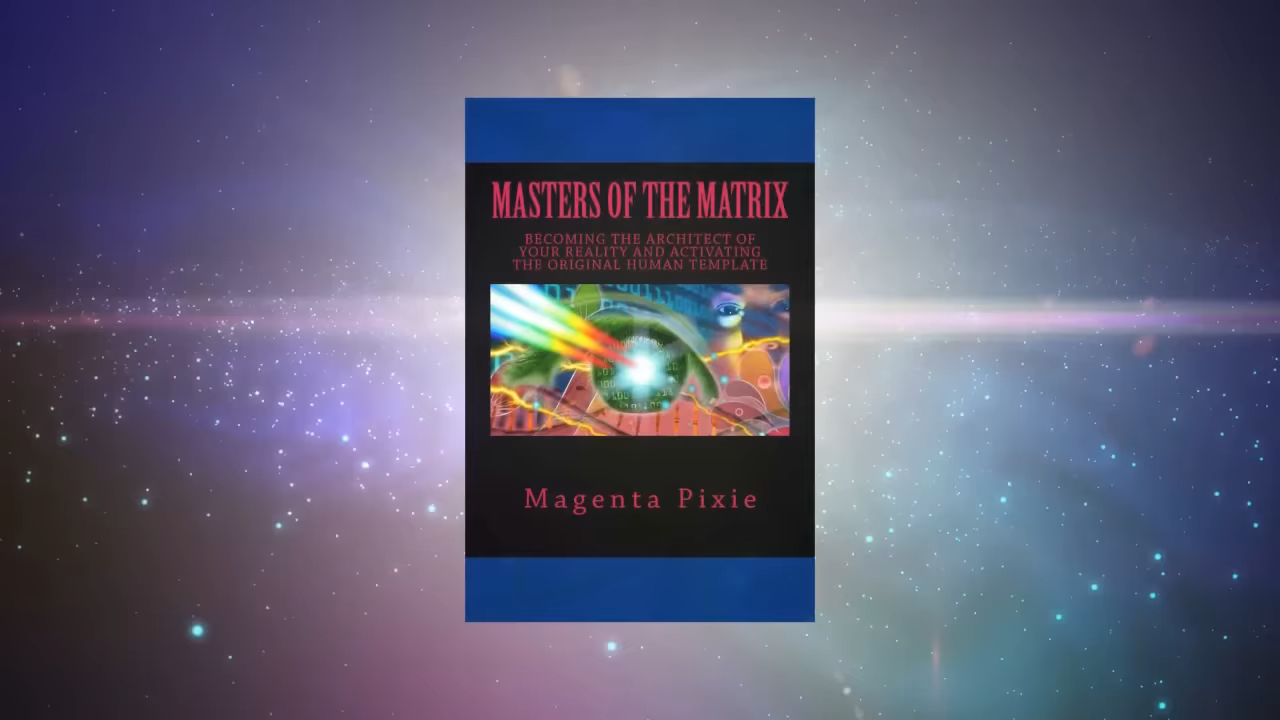 MASTERS OF THE MATRIX
BECOMING THE ARCHITECT OF
YOUR REALITY AND ACTIVATING
THE ORIGINAL HUMAN TEMPLATE
Magenta Pixie